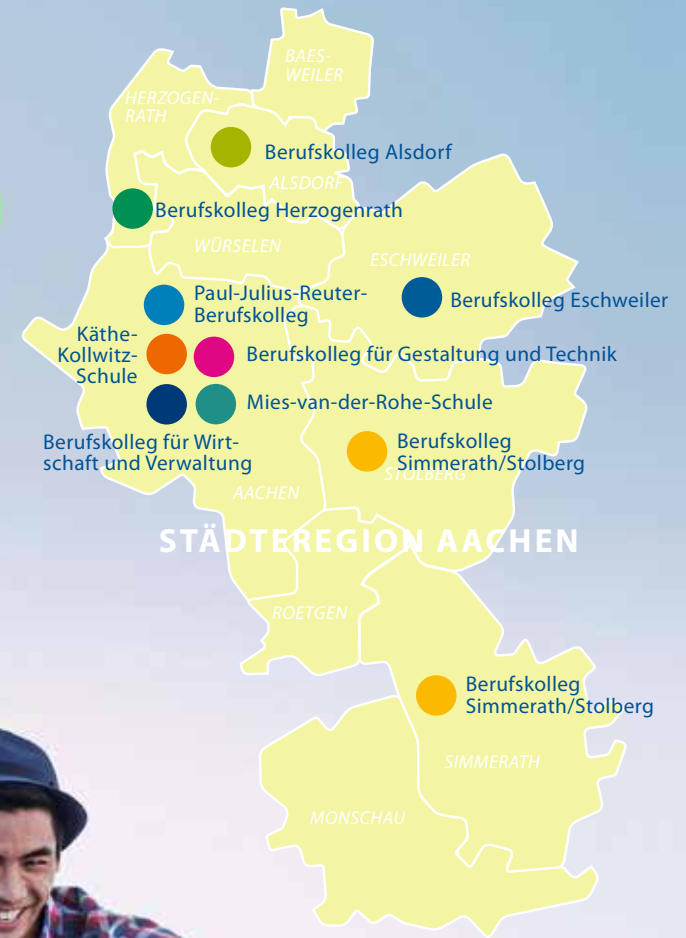 BAES-
WEILER
HERZOGEN-
RATH
Berufskolleg Alsdorf
ALSDORF
Berufskolleg Herzogenrath
WÜRSELEN
ESCHWEILER
Paul-Julius-Reuter-
Berufskolleg
Berufskolleg Eschweiler
Käthe-
Kollwitz-
Schule
Berufskolleg für Gestaltung und Technik
Mies-van-der-Rohe-Schule
Berufskolleg für Wirt-
schaft und Verwaltung
Berufskolleg
Simmerath/Stolberg
STOLBERG
AACHEN
STÄDTEREGION AACHEN
ROETGEN
Berufskolleg
Simmerath/Stolberg
SIMMERATH
MONSCHAU